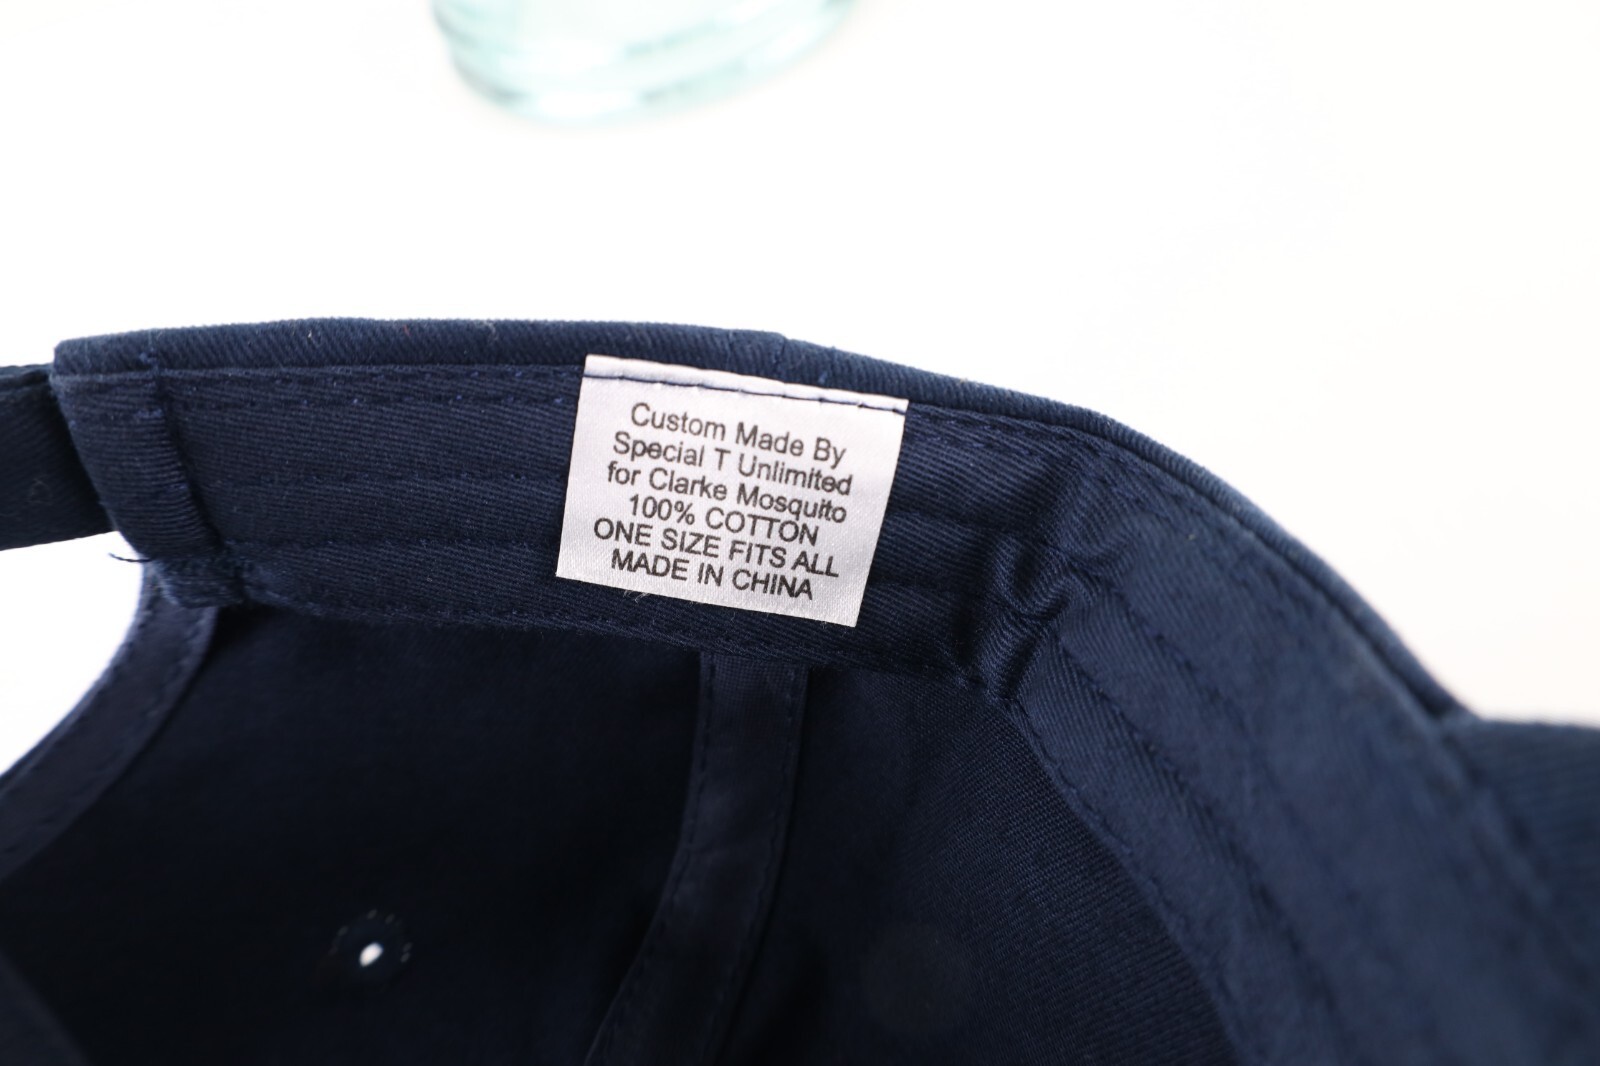 Custom Made By
Special T Unlimited
for Clarke Mosquito
100% COTTON
ONE SIZE FITS ALL
MADE IN CHINA